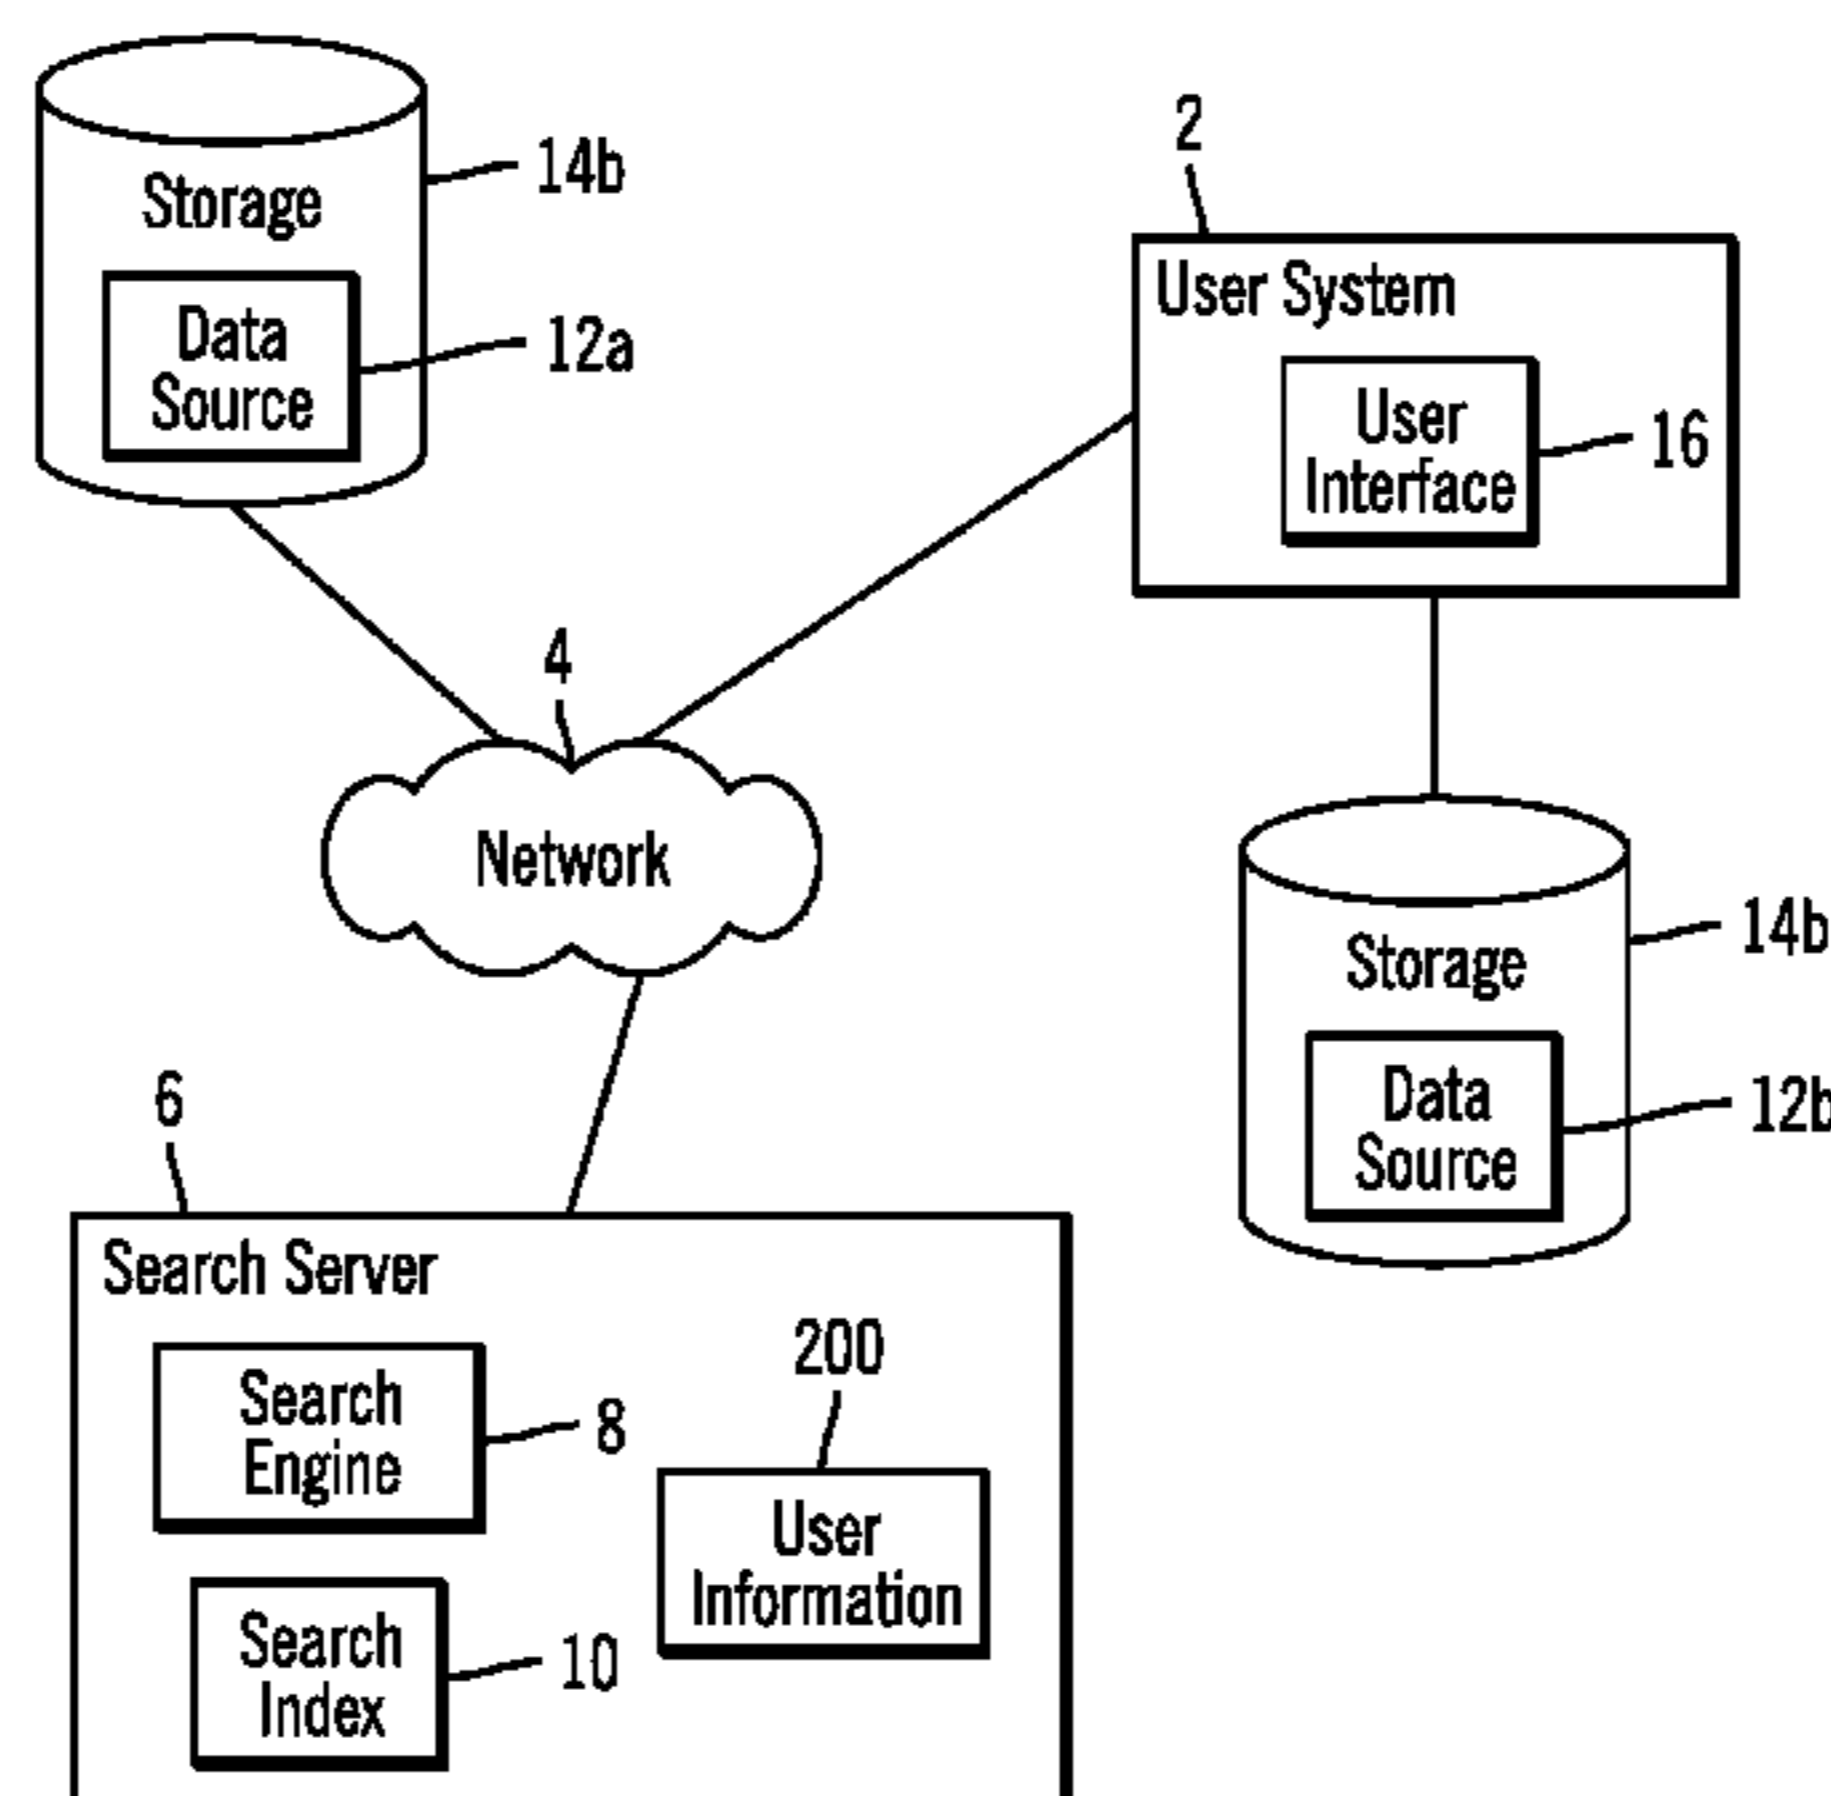 14b
Storage
Data
Source
12a
2
User System
User
Interface
16
4
Network
14b
Storage
Data
Source
12b
6
Search Server
Search
Engine
8
200
User
Information
Search
Index
10